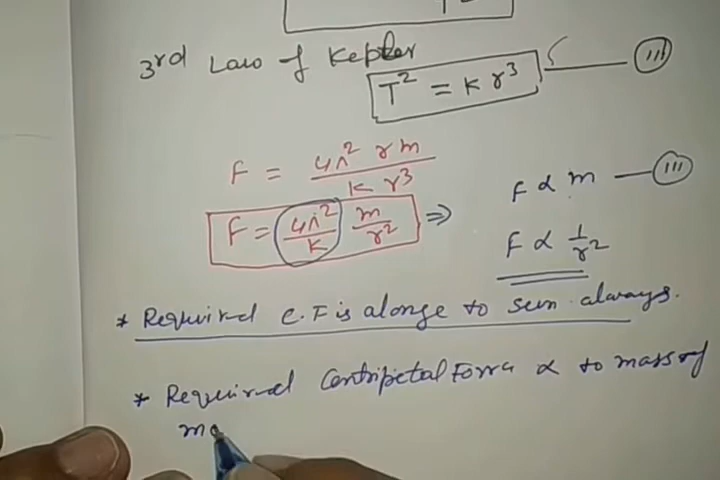 3rd Law of Kepler
T² = K r³ — (III)
F = 4π² r m / K r³
F = 4π²/K m/r² ⇒
F ∝ m — (III)
F ∝ 1/r²
* Required C.F is alonge to sun always.
* Required Centripetal Force ∝ to mass of